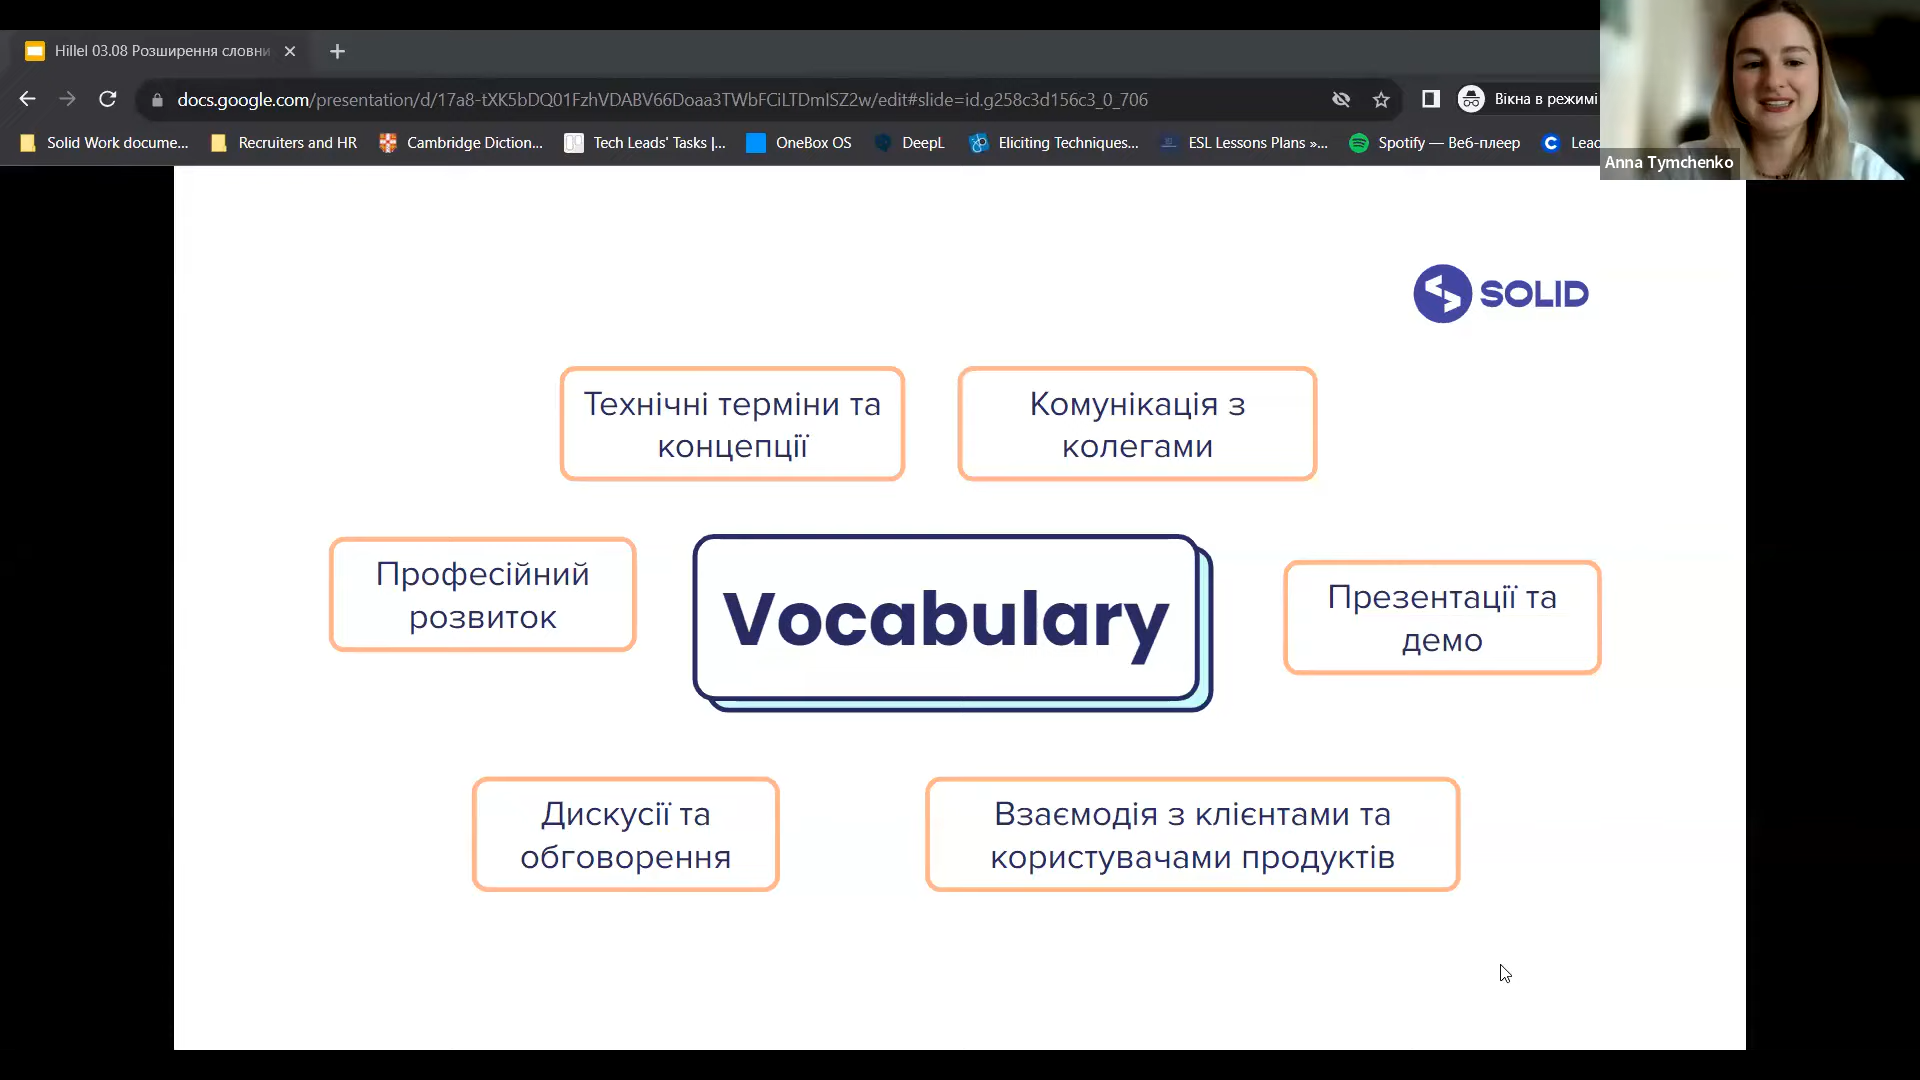 Hillel 03.08 Розширення словни
docs.google.com/presentation/d/17a8-tXK5bDQ01FzhVDABV66Doaa3TWbFCiLTDmISZ2w/edit#slide=id.g258c3d156c3_0_706
Вікна в режимі
Solid Work docume...
Recruiters and HR
Cambridge Diction...
Tech Leads' Tasks |...
OneBox OS
DeepL
Eliciting Techniques...
ESL Lessons Plans »...
Spotify — Веб-плеер
Leac
Anna Tymchenko
SOLID
Технічні терміни та
концепції
Комунікація з
колегами
Професійний
розвиток
Vocabulary
Презентації та
демо
Дискусії та
обговорення
Взаємодія з клієнтами та
користувачами продуктів